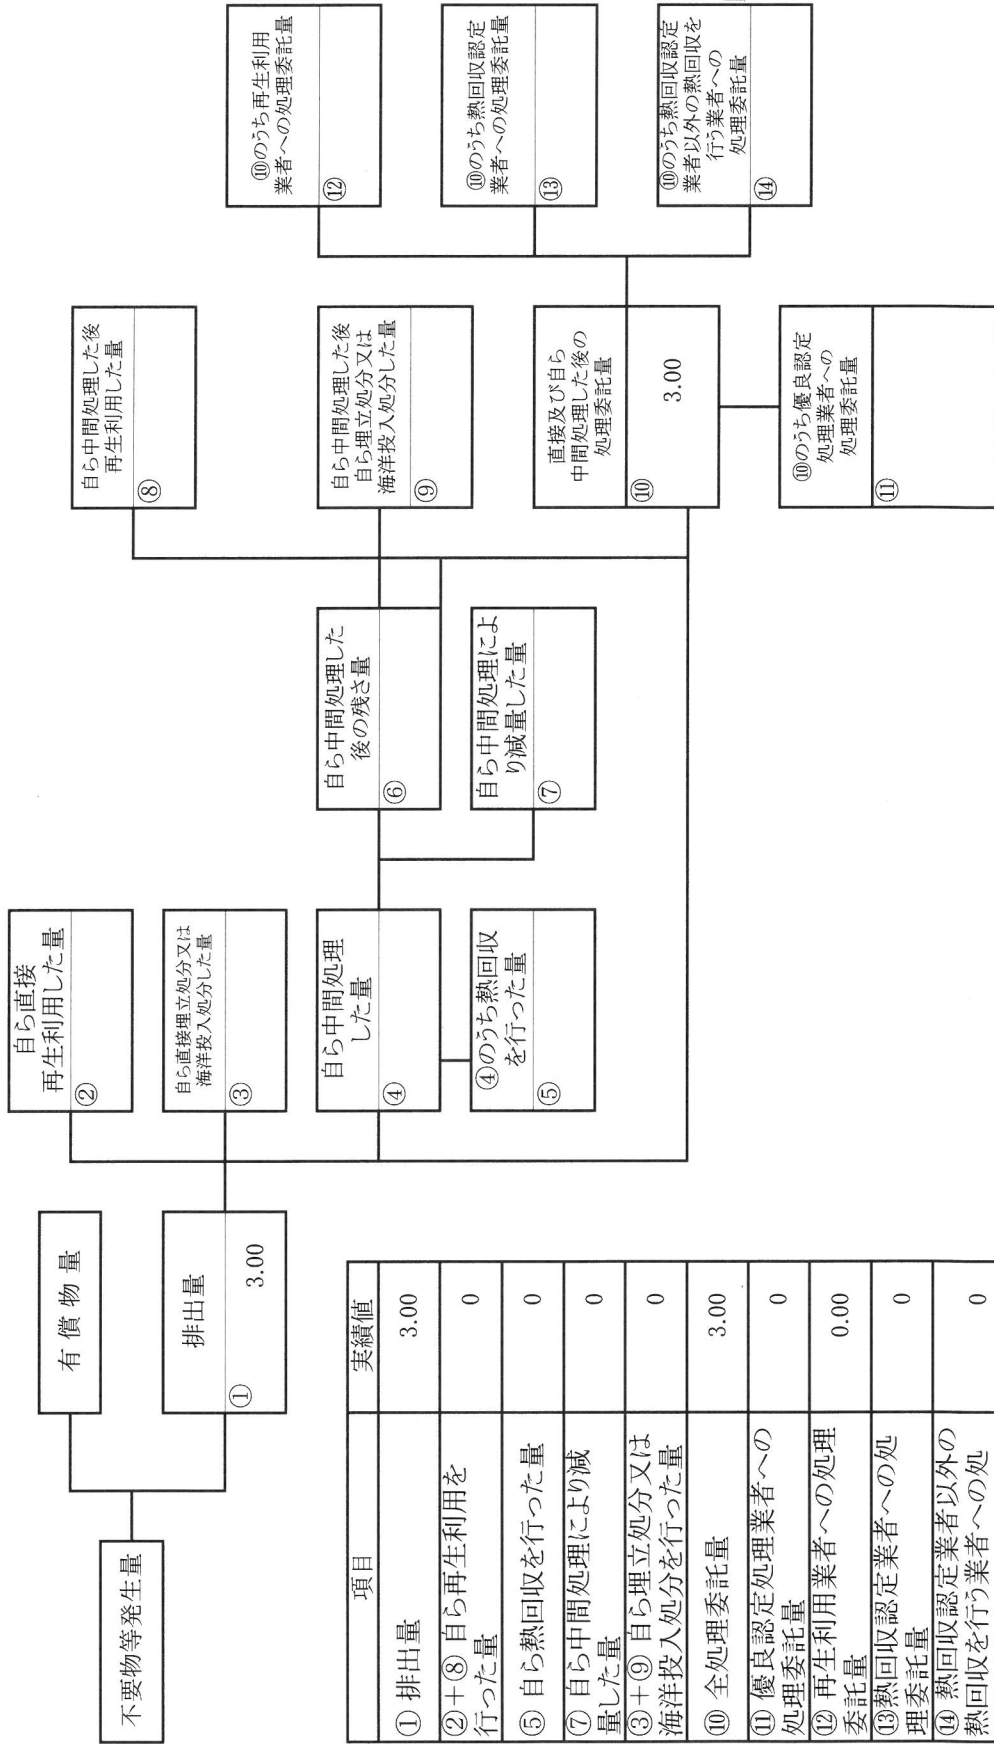 不要物等発生量
有償物量
排出量
①
3.00
自ら直接
再生利用した量
②
自ら直接埋立処分又は
海洋投入処分した量
③
自ら中間処理
した量
④
④のうち熱回収
を行った量
⑤
自ら中間処理した
後の残さ量
⑥
自ら中間処理によ
り減量した量
⑦
自ら中間処理した後
再生利用した量
⑧
自ら中間処理した後
自ら埋立処分又は
海洋投入処分した量
⑨
直接及び自ら
中間処理した後の
処理委託量
⑩
3.00
⑩のうち優良認定
処理業者への
処理委託量
⑪
⑩のうち再生利用
業者への処理委託量
⑫
⑩のうち熱回収認定
業者への処理委託量
⑬
⑩のうち熱回収認定
業者以外の熱回収を
行う業者への
処理委託量
⑭
項目 実績値
① 排出量 3.00
②+⑧ 自ら再生利用を
行った量 0
⑤ 自ら熱回収を行った量 0
⑦ 自ら中間処理により減
量した量 0
③+⑨ 自ら埋立処分又は
海洋投入処分を行った量 0
⑩ 全処理委託量 3.00
⑪ 優良認定処理業者への
処理委託量 0
⑫ 再生利用業者への処理
委託量 0.00
⑬熱回収認定業者への処
理委託量 0
⑭ 熱回収認定業者以外の
熱回収を行う業者への処 0